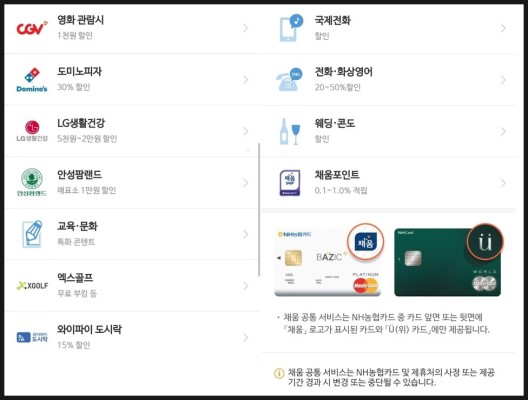 CGV
영화 관람시
1천원 할인
Domino's
도미노피자
30% 할인
LG생활건강
LG생활건강
5천원~2만원 할인
안성팜랜드
안성팜랜드
매표소 1만원 할인
교육·문화
특화 콘텐트
XGOLF
엑스골프
무료 부킹 등
도시락
와이파이 도시락
15% 할인
국제전화
할인
ENG
전화·화상영어
20~50%할인
웨딩·콘도
할인
채움
채움포인트
0.1~1.0% 적립
NH농협카드
채움
BAZIC
PLATINUM
MasterCard
NHCard
Ü
WORLD
MasterCard
• 채움 공통 서비스는 NH농협카드 중 카드 앞면 또는 뒷면에
「채움」 로고가 표시된 카드와 「Ü(위) 카드」에만 제공됩니다.
채움 공통 서비스는 NH농협카드 및 제휴처의 사정 또는 제공
기간 경과 시 변경 또는 중단될 수 있습니다.